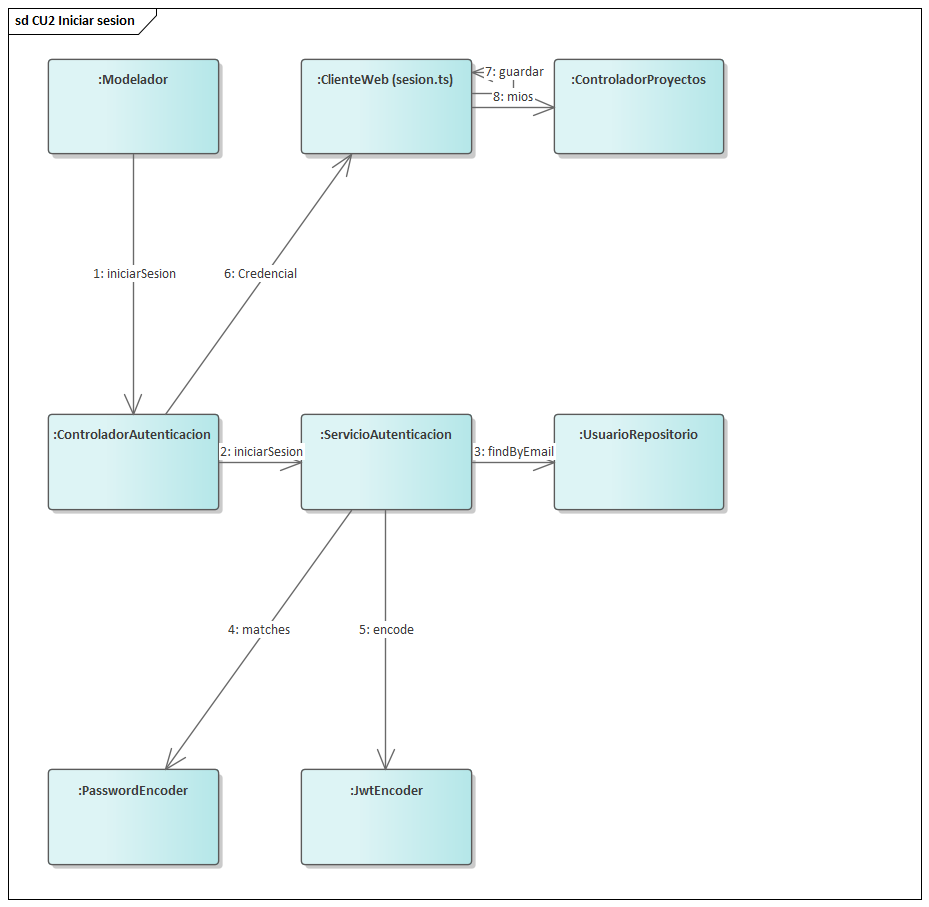 sd CU2 Iniciar sesion
:Modelador
:ClienteWeb (sesion.ts)
7: guardar
8: mios
:ControladorProyectos
1: iniciarSesion
6: Credencial
:ControladorAutenticacion
2: iniciarSesion
:ServicioAutenticacion
3: findByEmail
:UsuarioRepositorio
4: matches
5: encode
:PasswordEncoder
:JwtEncoder